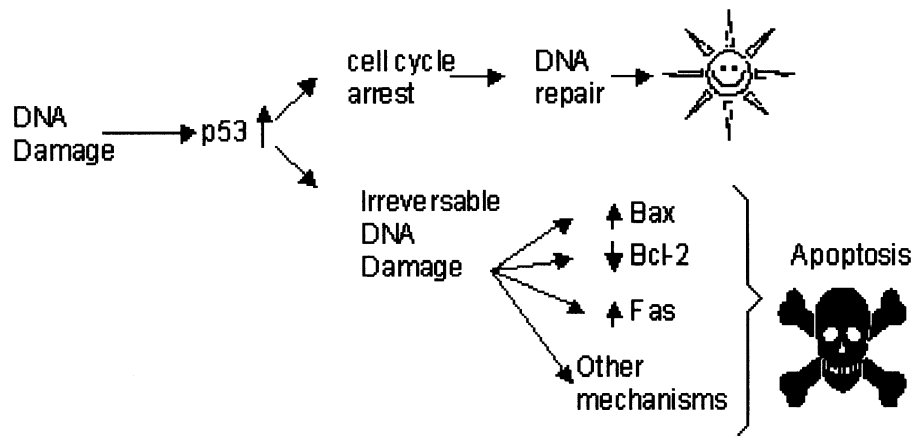 DNA
Damage
p53
cell cycle
arrest
DNA
repair
Irreversable
DNA
Damage
Bax
Bcl-2
Fas
Other
mechanisms
Apoptosis